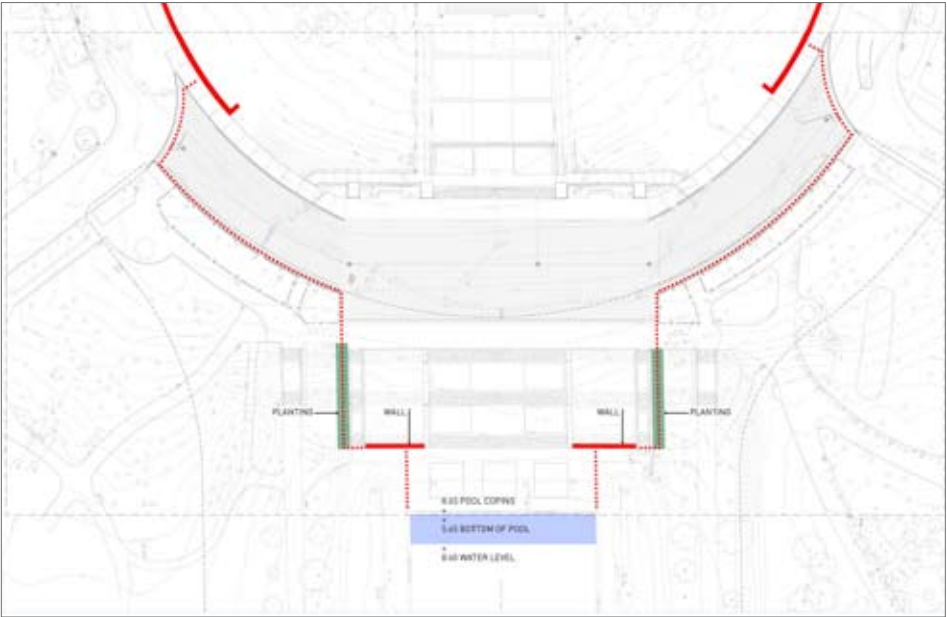 PLANTING
WALL
WALL
PLANTING
POOL COPING
BOTTOM OF POOL
WATER LEVEL